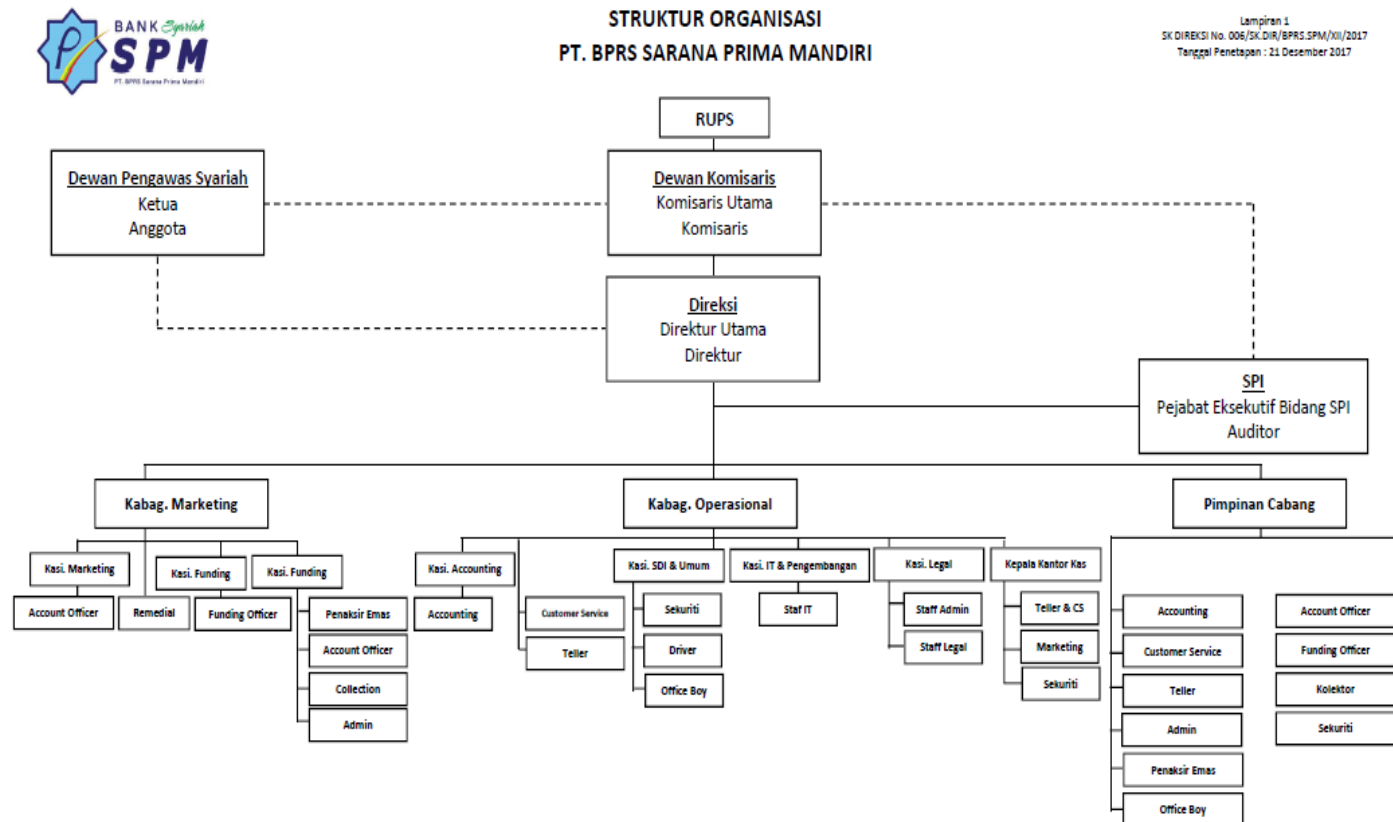 BANK Syariah
SPM
PT. BPRS Sarana Prima Mandiri
STRUKTUR ORGANISASI
PT. BPRS SARANA PRIMA MANDIRI
Lampiran 1
SK DIREKSI No. 006/SK.DIR/BPRS.SPM/XII/2017
Tanggal Penetapan : 21 Desember 2017
RUPS
Dewan Pengawas Syariah
Ketua
Anggota
Dewan Komisaris
Komisaris Utama
Komisaris
Direksi
Direktur Utama
Direktur
SPI
Pejabat Eksekutif Bidang SPI
Auditor
Kabag. Marketing
Kabag. Operasional
Pimpinan Cabang
Kasi. Marketing
Account Officer
Remedial
Kasi. Funding
Funding Officer
Kasi. Funding
Penaksir Emas
Account Officer
Collection
Admin
Kasi. Accounting
Accounting
Customer Service
Teller
Kasi. SDI & Umum
Sekuriti
Driver
Office Boy
Kasi. IT & Pengembangan
Staf IT
Kasi. Legal
Staff Admin
Staff Legal
Kepala Kantor Kas
Teller & CS
Marketing
Sekuriti
Accounting
Customer Service
Teller
Admin
Penaksir Emas
Office Boy
Account Officer
Funding Officer
Kolektor
Sekuriti